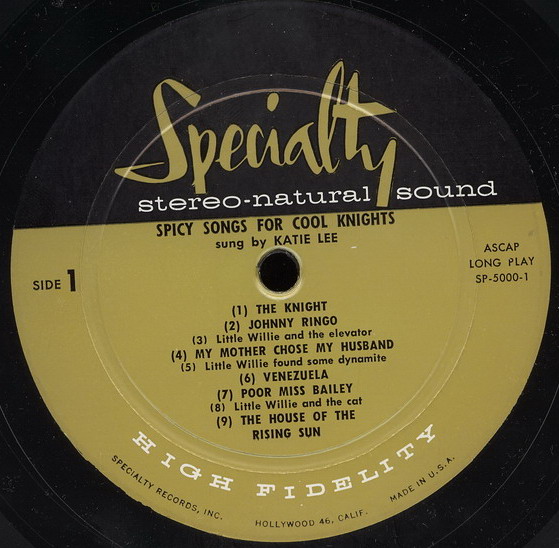 Specialty
stereo-natural sound
SPICY SONGS FOR COOL KNIGHTS
sung by KATIE LEE
SIDE 1
ASCAP
LONG PLAY
SP-5000-1
(1) THE KNIGHT
(2) JOHNNY RINGO
(3) Little Willie and the elevator
(4) MY MOTHER CHOSE MY HUSBAND
(5) Little Willie found some dynamite
(6) VENEZUELA
(7) POOR MISS BAILEY
(8) Little Willie and the cat
(9) THE HOUSE OF THE
RISING SUN
HIGH FIDELITY
SPECIALTY RECORDS, INC. HOLLYWOOD 46, CALIF. MADE IN U.S.A.